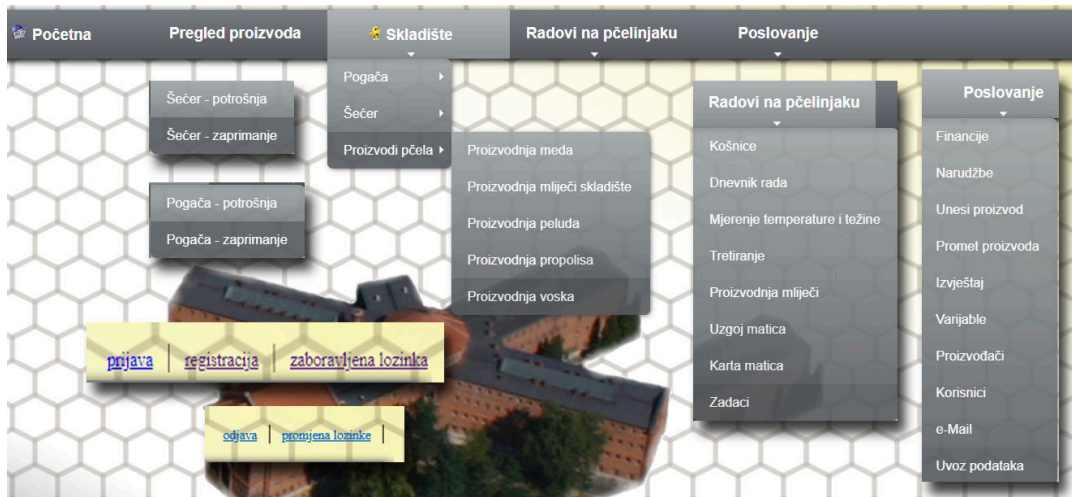 Početna
Pregled proizvoda
Skladište
Radovi na pčelinjaku
Poslovanje
Šećer - potrošnja
Šećer - zaprimanje
Pogača - potrošnja
Pogača - zaprimanje
Pogača
Šećer
Proizvodi pčela
Proizvodnja meda
Proizvodnja mliječi skladište
Proizvodnja peluda
Proizvodnja propolisa
Proizvodnja voska
Radovi na pčelinjaku
Košnice
Dnevnik rada
Mjerenje temperature i težine
Tretiranje
Proizvodnja mliječi
Uzgoj matica
Karta matica
Zadaci
Poslovanje
Financije
Narudžbe
Unesi proizvod
Promet proizvoda
Izvještaj
Varijable
Proizvođači
Korisnici
e-Mail
Uvoz podataka
prijava | registracija | zaboravljena lozinka
odjava | promjena lozinke |